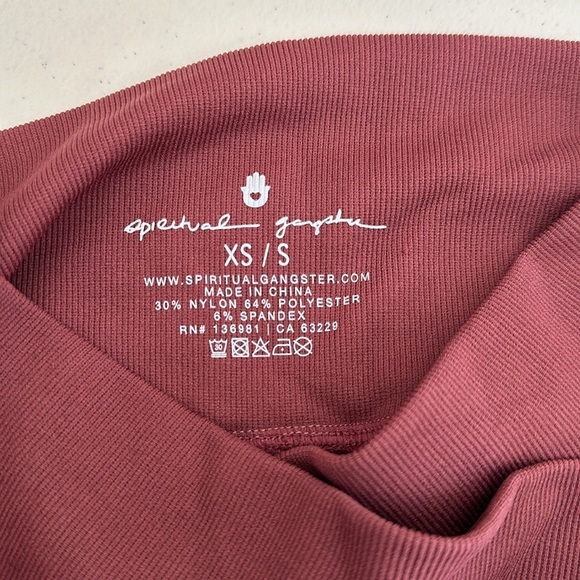 spiritual gangster
XS / S
WWW.SPIRITUALGANGSTER.COM
MADE IN CHINA
30% NYLON 64% POLYESTER
6% SPANDEX
RN# 136981 | CA 63229
30